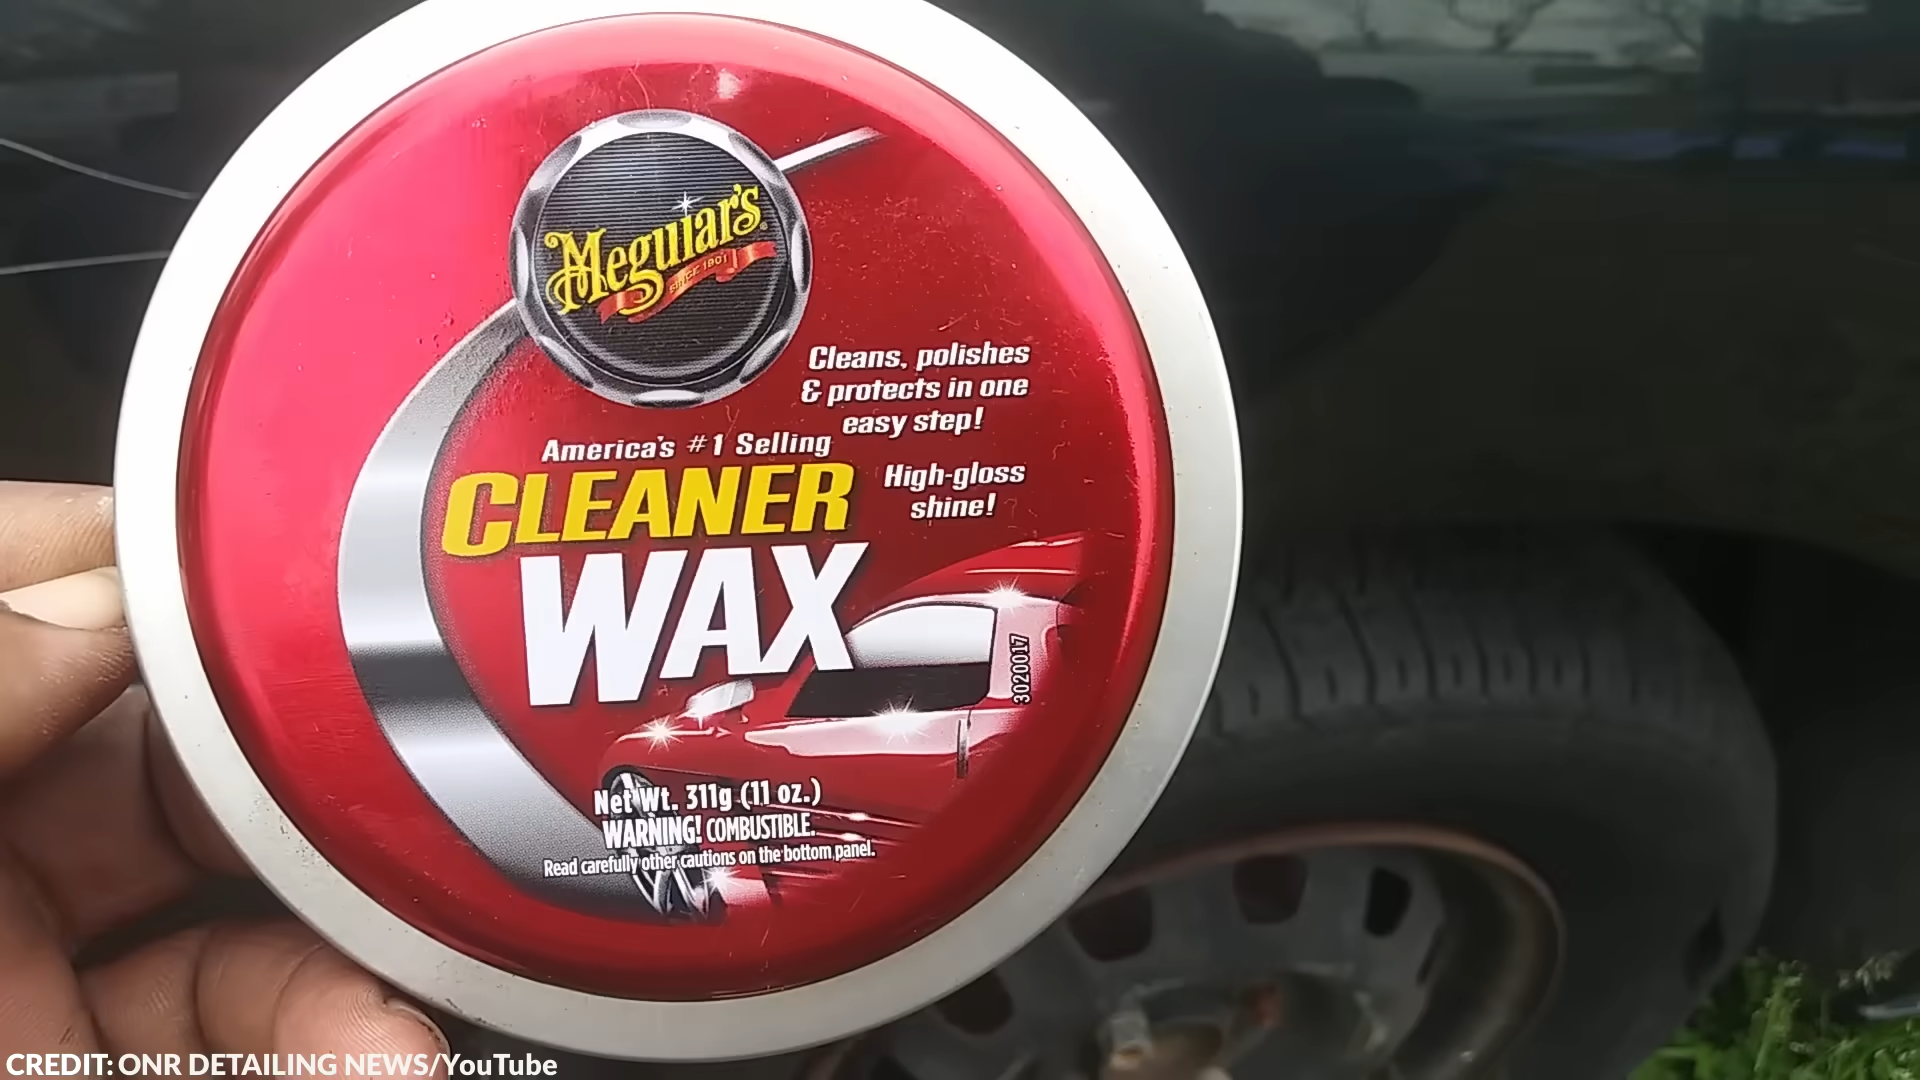 Meguiar's
SINCE 1901
Cleans, polishes
& protects in one
easy step!
America's #1 Selling
CLEANER
WAX
High-gloss
shine!
3020017
Net Wt. 311g (11 oz.)
WARNING! COMBUSTIBLE.
Read carefully other cautions on the bottom panel.
CREDIT: ONR DETAILING NEWS/YouTube